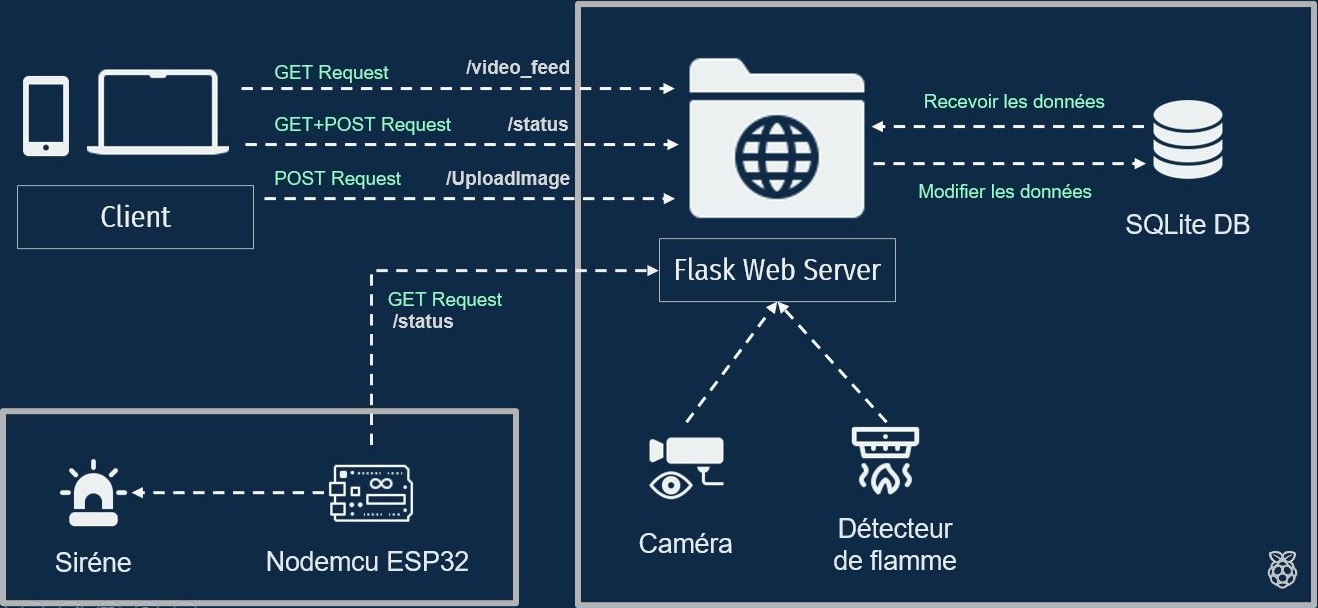 GET Request
/video_feed
GET+POST Request
/status
POST Request
/UploadImage
Client
Recevoir les données
Modifier les données
SQLite DB
Flask Web Server
GET Request
/status
Siréne
Nodemcu ESP32
Caméra
Détecteur
de flamme